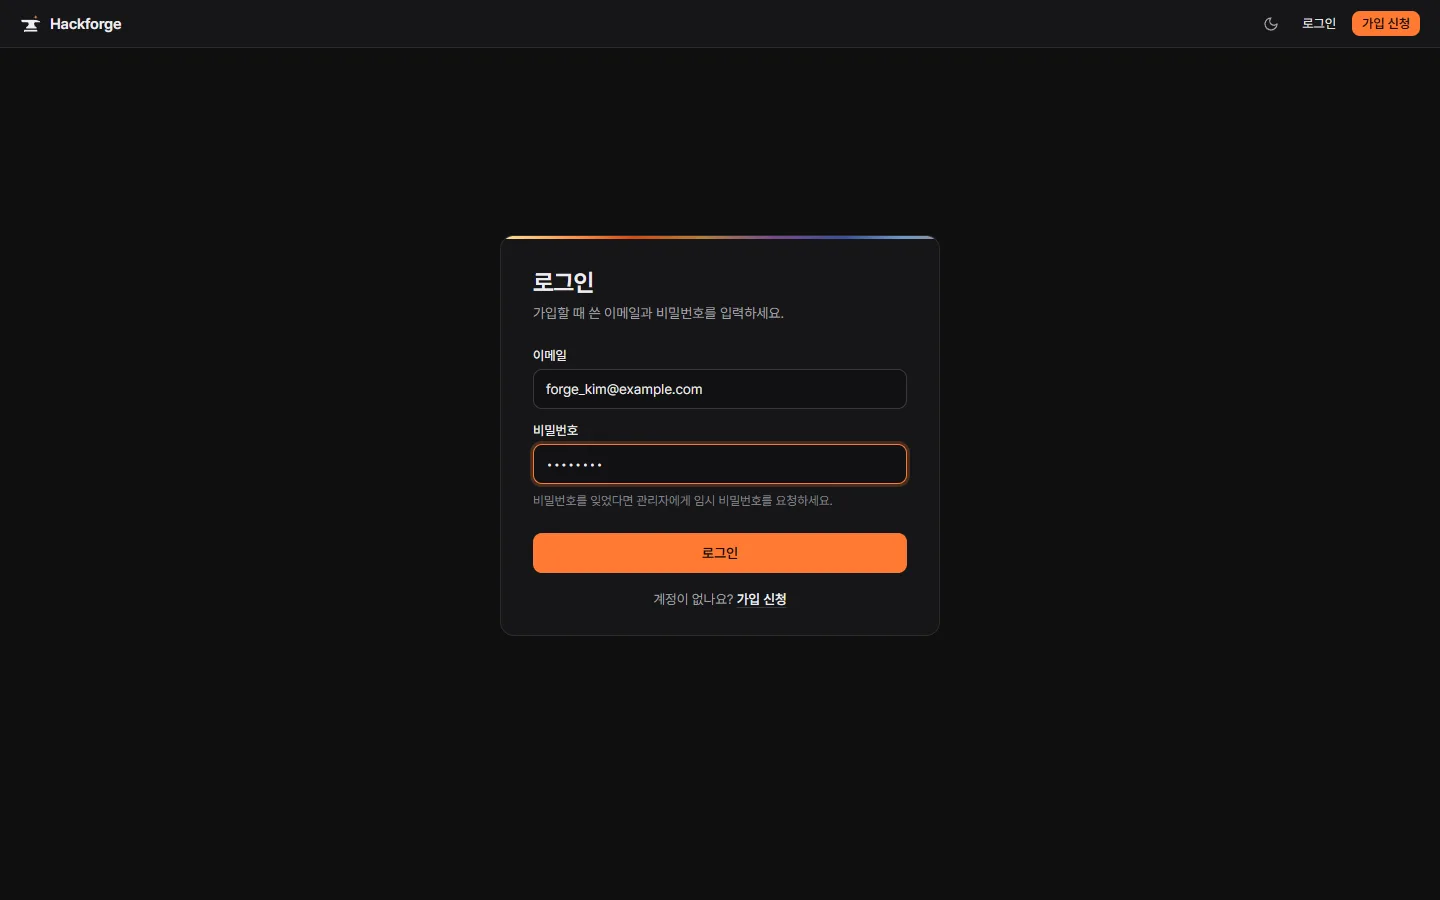 Hackforge
로그인
가입 신청
로그인
가입할 때 쓴 이메일과 비밀번호를 입력하세요.
이메일
forge_kim@example.com
비밀번호
••••••••
비밀번호를 잊었다면 관리자에게 임시 비밀번호를 요청하세요.
로그인
계정이 없나요? 가입 신청